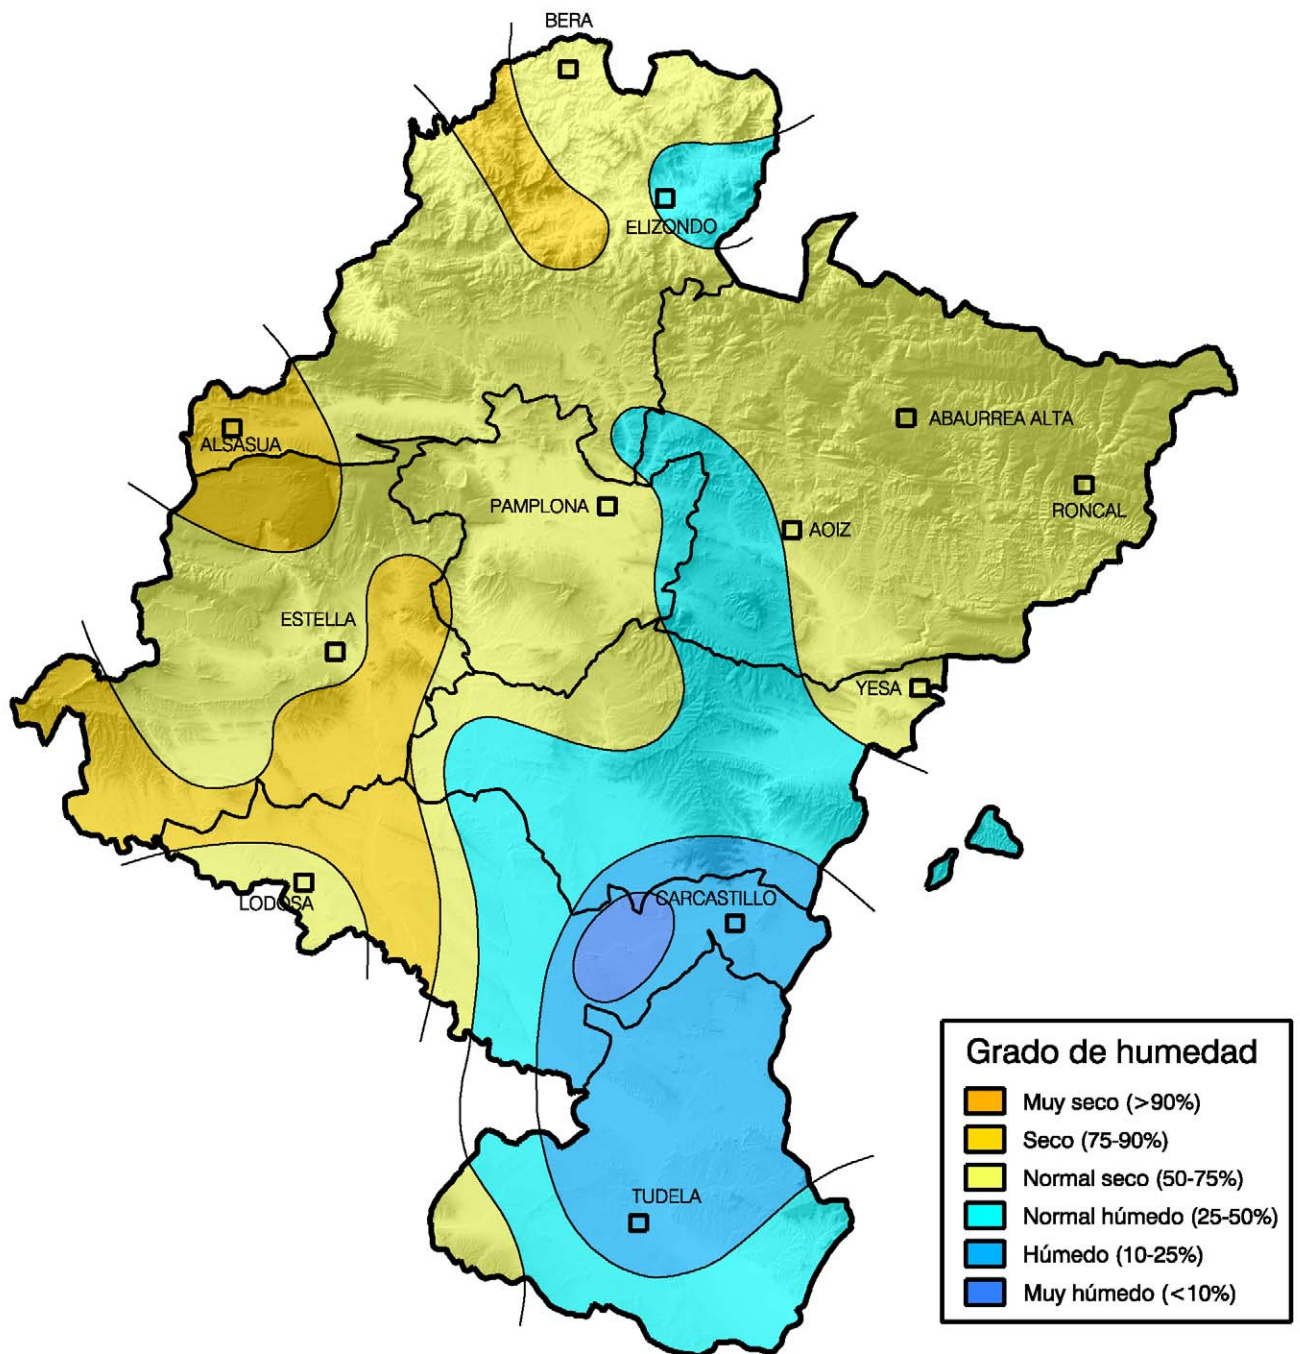 BERA
ELIZONDO
ABAURREA ALTA
ALSASUA
PAMPLONA
RONCAL
AOIZ
ESTELLA
YESA
LODOSA
CARCASTILLO
TUDELA
Grado de humedad
Muy seco (>90%)
Seco (75-90%)
Normal seco (50-75%)
Normal húmedo (25-50%)
Húmedo (10-25%)
Muy húmedo (<10%)